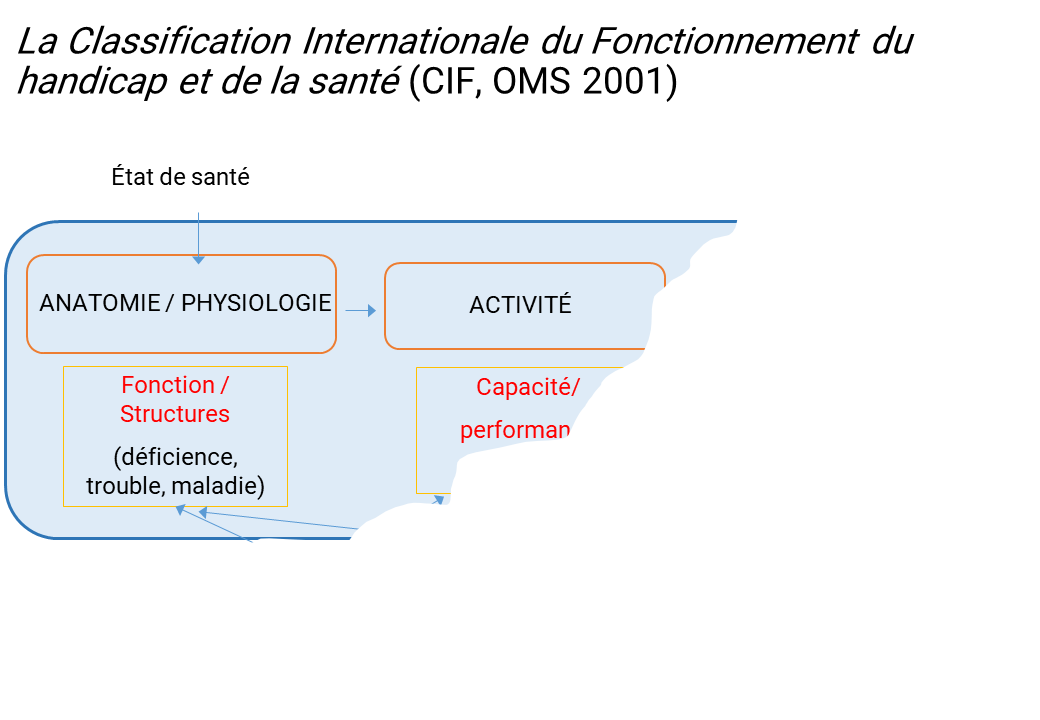 La Classification Internationale du Fonctionnement du
handicap et de la santé (CIF, OMS 2001)
État de santé
ANATOMIE / PHYSIOLOGIE
ACTIVITÉ
Fonction /
Structures
(déficience,
trouble, maladie)
Capacité/
performan